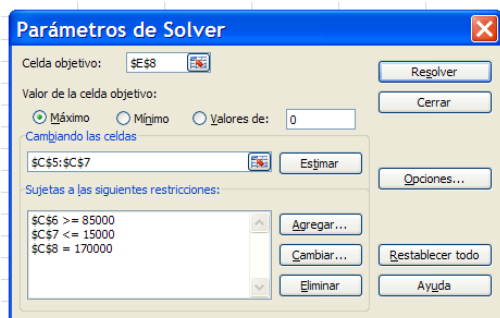 Parámetros de Solver
Celda objetivo: $E$8
Resolver
Valor de la celda objetivo:
Cerrar
Máximo Mínimo Valores de: 0
Cambiando las celdas
$C$5:$C$7 Estimar
Opciones...
Sujetas a las siguientes restricciones:
$C$6 >= 85000
$C$7 <= 15000
$C$8 = 170000
Agregar...
Cambiar... Restablecer todo
Eliminar Ayuda